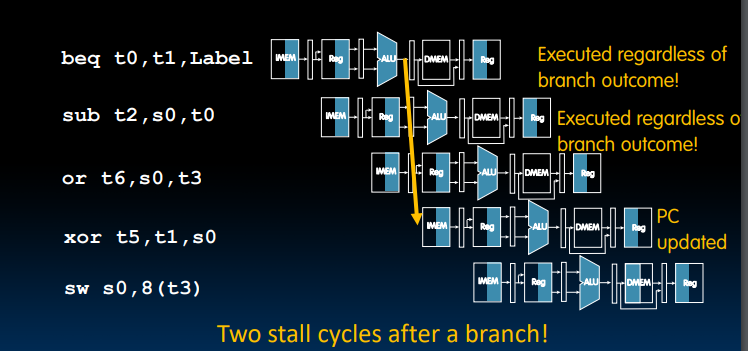 beq t0,t1,Label
IMEM Reg ALU DMEM Reg
Executed regardless of
branch outcome!
sub t2,s0,t0
IMEM Reg ALU DMEM Reg
Executed regardless o
branch outcome!
or t6,s0,t3
IMEM Reg ALU DMEM Reg
xor t5,t1,s0
IMEM Reg ALU DMEM Reg
PC
updated
sw s0,8(t3)
IMEM Reg ALU DMEM Reg
Two stall cycles after a branch!